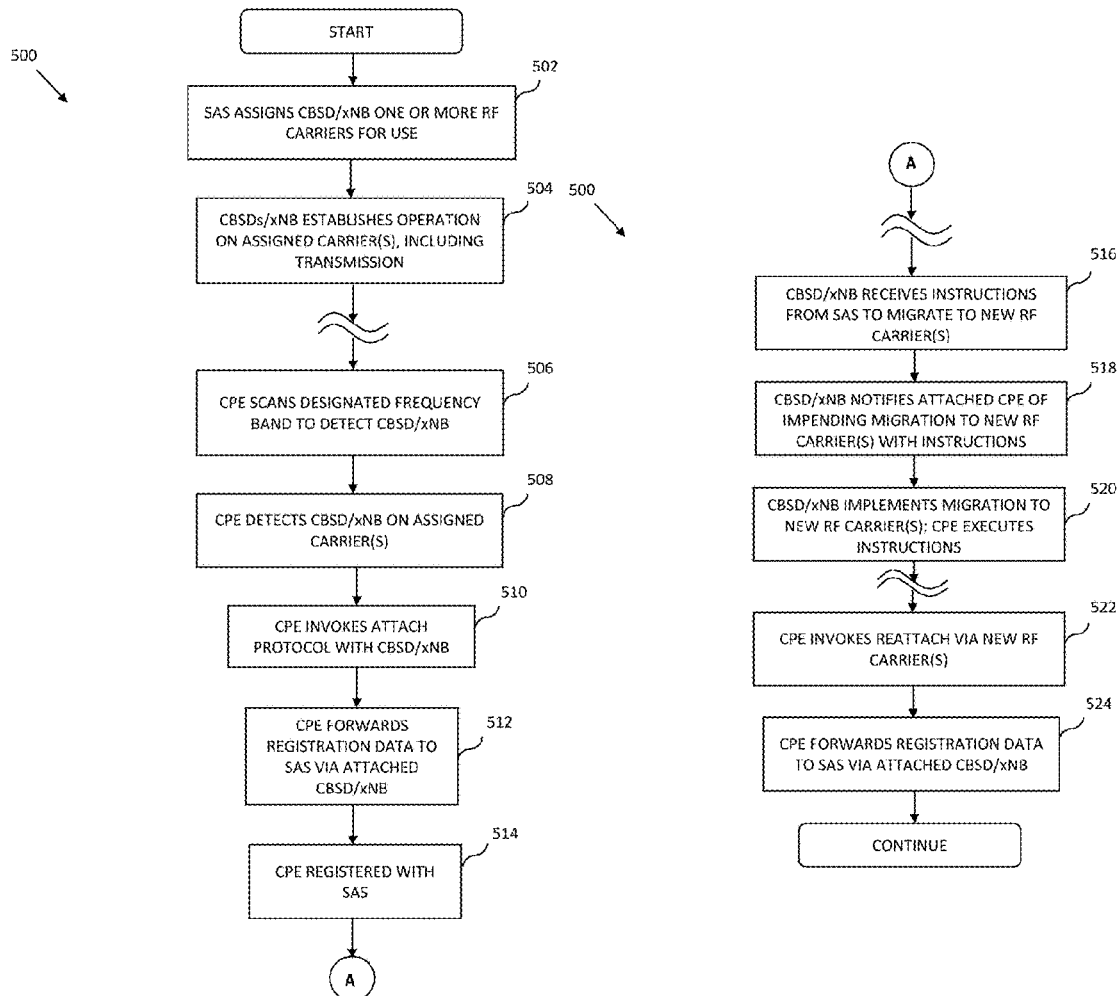 START
500
502
SAS ASSIGNS CBSD/xNB ONE OR MORE RF
CARRIERS FOR USE
504
CBSDs/xNB ESTABLISHES OPERATION
ON ASSIGNED CARRIER(S), INCLUDING
TRANSMISSION
506
CPE SCANS DESIGNATED FREQUENCY
BAND TO DETECT CBSD/xNB
508
CPE DETECTS CBSD/xNB ON ASSIGNED
CARRIER(S)
510
CPE INVOKES ATTACH
PROTOCOL WITH CBSD/xNB
512
CPE FORWARDS
REGISTRATION DATA TO
SAS VIA ATTACHED
CBSD/xNB
514
CPE REGISTERED WITH
SAS
A
500
A
516
CBSD/xNB RECEIVES INSTRUCTIONS
FROM SAS TO MIGRATE TO NEW RF
CARRIER(S)
518
CBSD/xNB NOTIFIES ATTACHED CPE OF
IMPENDING MIGRATION TO NEW RF
CARRIER(S) WITH INSTRUCTIONS
520
CBSD/xNB IMPLEMENTS MIGRATION TO
NEW RF CARRIER(S); CPE EXECUTES
INSTRUCTIONS
522
CPE INVOKES REATTACH VIA NEW RF
CARRIER(S)
524
CPE FORWARDS REGISTRATION DATA
TO SAS VIA ATTACHED CBSD/xNB
CONTINUE